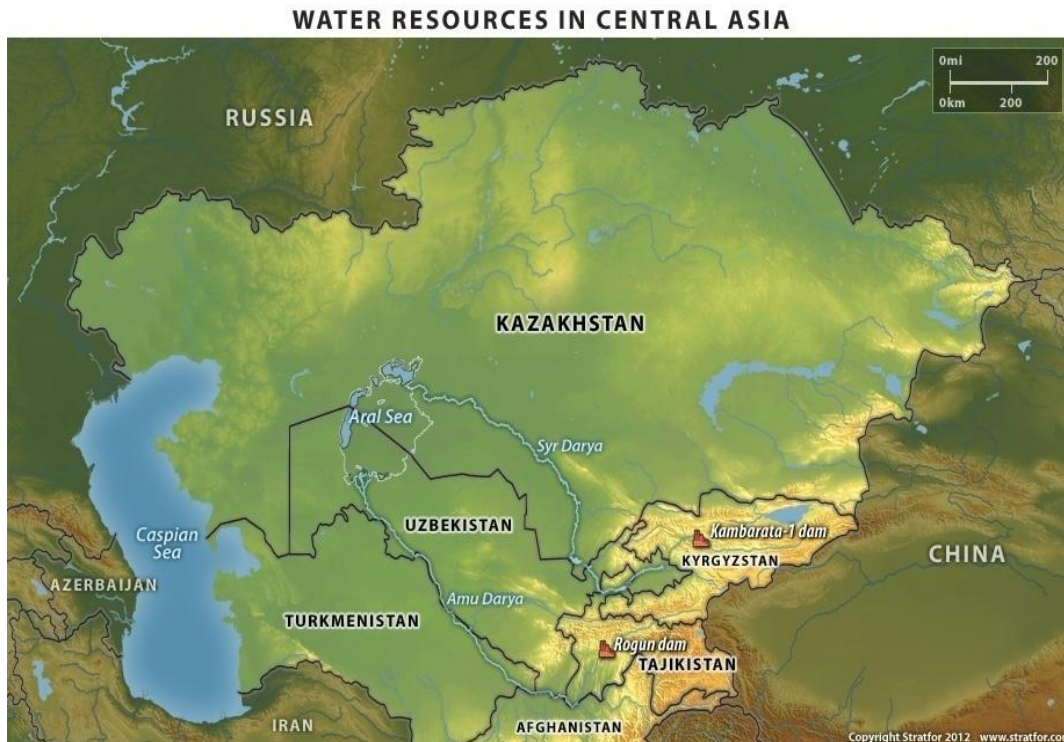 WATER RESOURCES IN CENTRAL ASIA
0mi 200
0km 200
RUSSIA
KAZAKHSTAN
Aral Sea
Syr Darya
UZBEKISTAN
Caspian
Sea
Kambarata-1 dam
KYRGYZSTAN
CHINA
AZERBAIJAN
Amu Darya
TURKMENISTAN
Rogun dam
TAJIKISTAN
IRAN
AFGHANISTAN
Copyright Stratfor 2012 www.stratfor.co